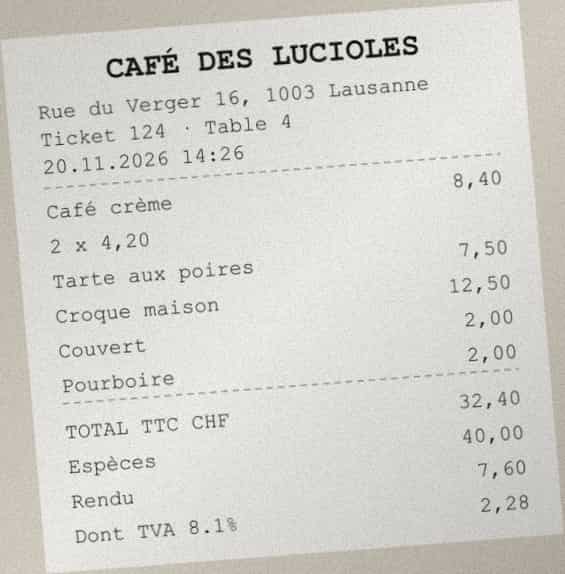 CAFÉ DES LUCIOLES
Rue du Verger 16, 1003 Lausanne
Ticket 124 · Table 4
20.11.2026 14:26
Café crème 8,40
2 x 4,20
Tarte aux poires 7,50
Croque maison 12,50
Couvert 2,00
Pourboire 2,00
TOTAL TTC CHF 32,40
Espèces 40,00
Rendu 7,60
Dont TVA 8.1% 2,28